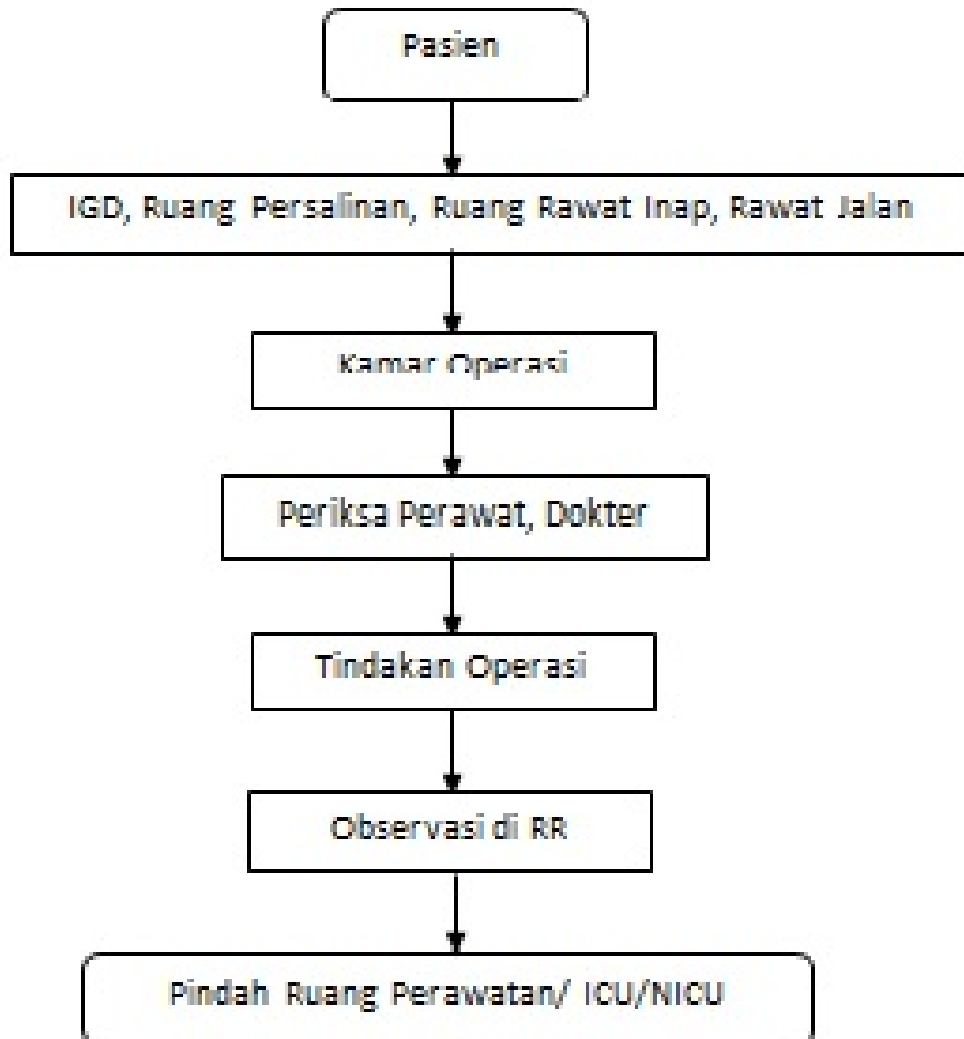 Pasien
IGD, Ruang Persalinan, Ruang Rawat Inap, Rawat Jalan
Kamar Operasi
Periksa Perawat, Dokter
Tindakan Operasi
Observasi di RR
Pindah Ruang Perawatan/ ICU/NICU